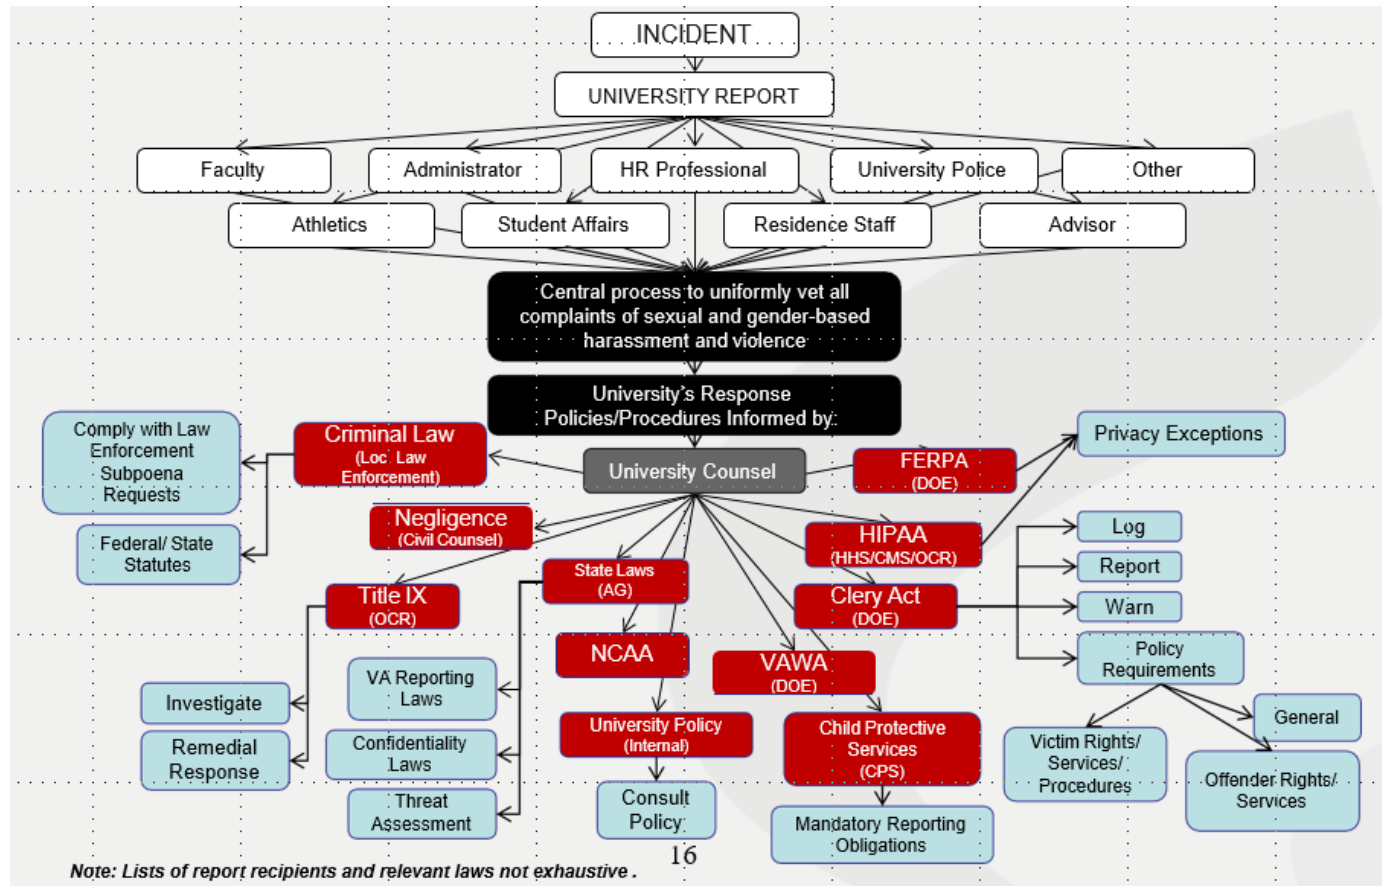 INCIDENT
UNIVERSITY REPORT
Faculty
Administrator
HR Professional
University Police
Other
Athletics
Student Affairs
Residence Staff
Advisor
Central process to uniformly vet all
complaints of sexual and gender-based
harassment and violence
University's Response
Policies/Procedures Informed by:
University Counsel
Criminal Law
(Loc. Law
Enforcement)
Comply with Law
Enforcement
Subpoena
Requests
Federal/ State
Statutes
FERPA
(DOE)
Privacy Exceptions
Negligence
(Civil Counsel)
HIPAA
(HHS/CMS/OCR)
Title IX
(OCR)
State Laws
(AG)
Clery Act
(DOE)
Log
Report
Warn
Policy
Requirements
NCAA
VAWA
(DOE)
Investigate
Remedial
Response
VA Reporting
Laws
Confidentiality
Laws
Threat
Assessment
University Policy
(Internal)
Consult
Policy
Child Protective
Services
(CPS)
Mandatory Reporting
Obligations
Victim Rights/
Services/
Procedures
General
Offender Rights/
Services
16
Note: Lists of report recipients and relevant laws not exhaustive .